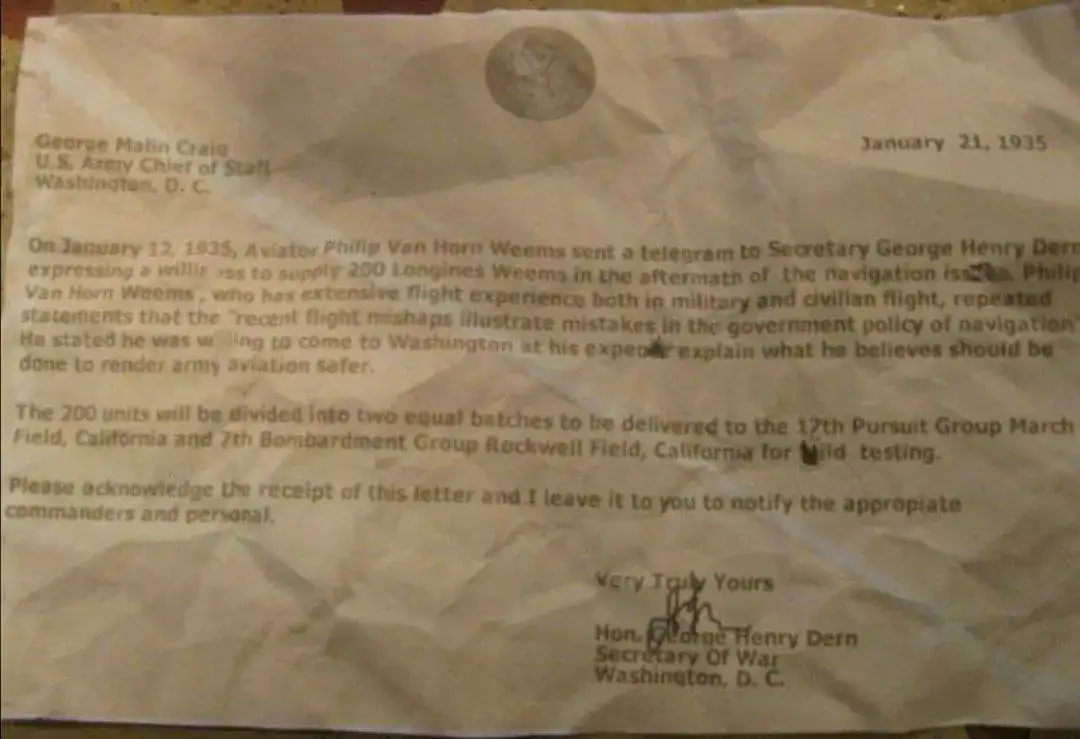 George Malin Craig
January 21, 1935
U.S. Army Chief of Staff
Washington, D. C.
On January 12, 1935, Aviator Philip Van Horn Weems sent a telegram to Secretary George Henry Dern
expressing a to supply 200 Longines Weems in the aftermath of the navigation Philip
Van Horn Weems , who has extensive flight experience both in military and civilian flight, repeated
statements that the "recent flight mishaps illustrate mistakes in the government policy of navigation"
He stated he was to come to Washington at his explain what he believes should be
done to render army aviation safer.
The 200 units will be divided into two equal batches to be delivered to the 17th Pursuit Group March
Field, California and 7th Bombardment Group Rockwell Field, California for testing.
Please acknowledge the receipt of this letter and I leave it to you to notify the appropiate
commanders and personal.
Very Truly Yours
Hon. George Henry Dern
Secretary Of War
Washington, D. C.